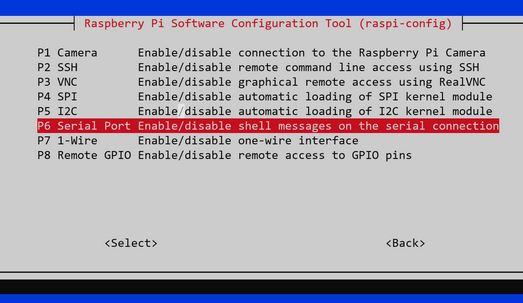 Raspberry Pi Software Configuration Tool (raspi-config)
P1 Camera Enable/disable connection to the Raspberry Pi Camera
P2 SSH Enable/disable remote command line access using SSH
P3 VNC Enable/disable graphical remote access using RealVNC
P4 SPI Enable/disable automatic loading of SPI kernel module
P5 I2C Enable/disable automatic loading of I2C kernel module
P6 Serial Port Enable/disable shell messages on the serial connection
P7 1-Wire Enable/disable one-wire interface
P8 Remote GPIO Enable/disable remote access to GPIO pins
<Select> <Back>